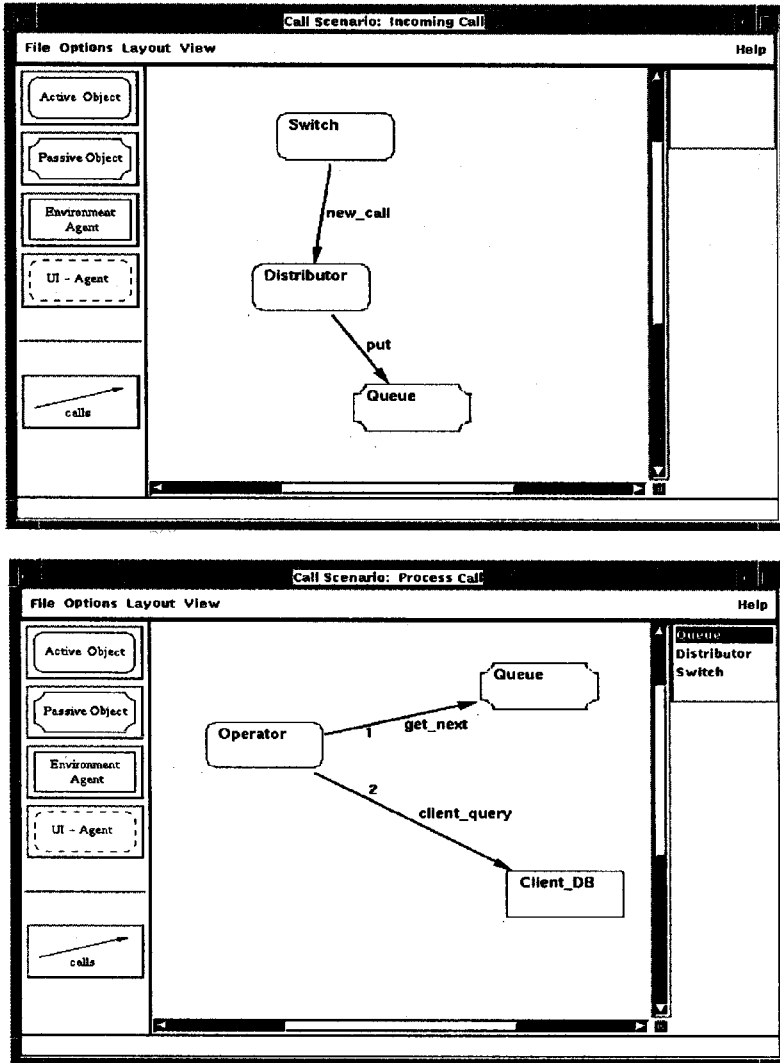 Call Scenario: Incoming Call
File Options Layout View
Help
Active Object
Passive Object
Environment
Agent
UI - Agent
calls
Switch
new_call
Distributor
put
Queue
Call Scenario: Process Call
File Options Layout View
Help
Active Object
Passive Object
Environment
Agent
UI - Agent
calls
Operator
1
get_next
Queue
2
client_query
Client_DB
Queue
Distributor
Switch